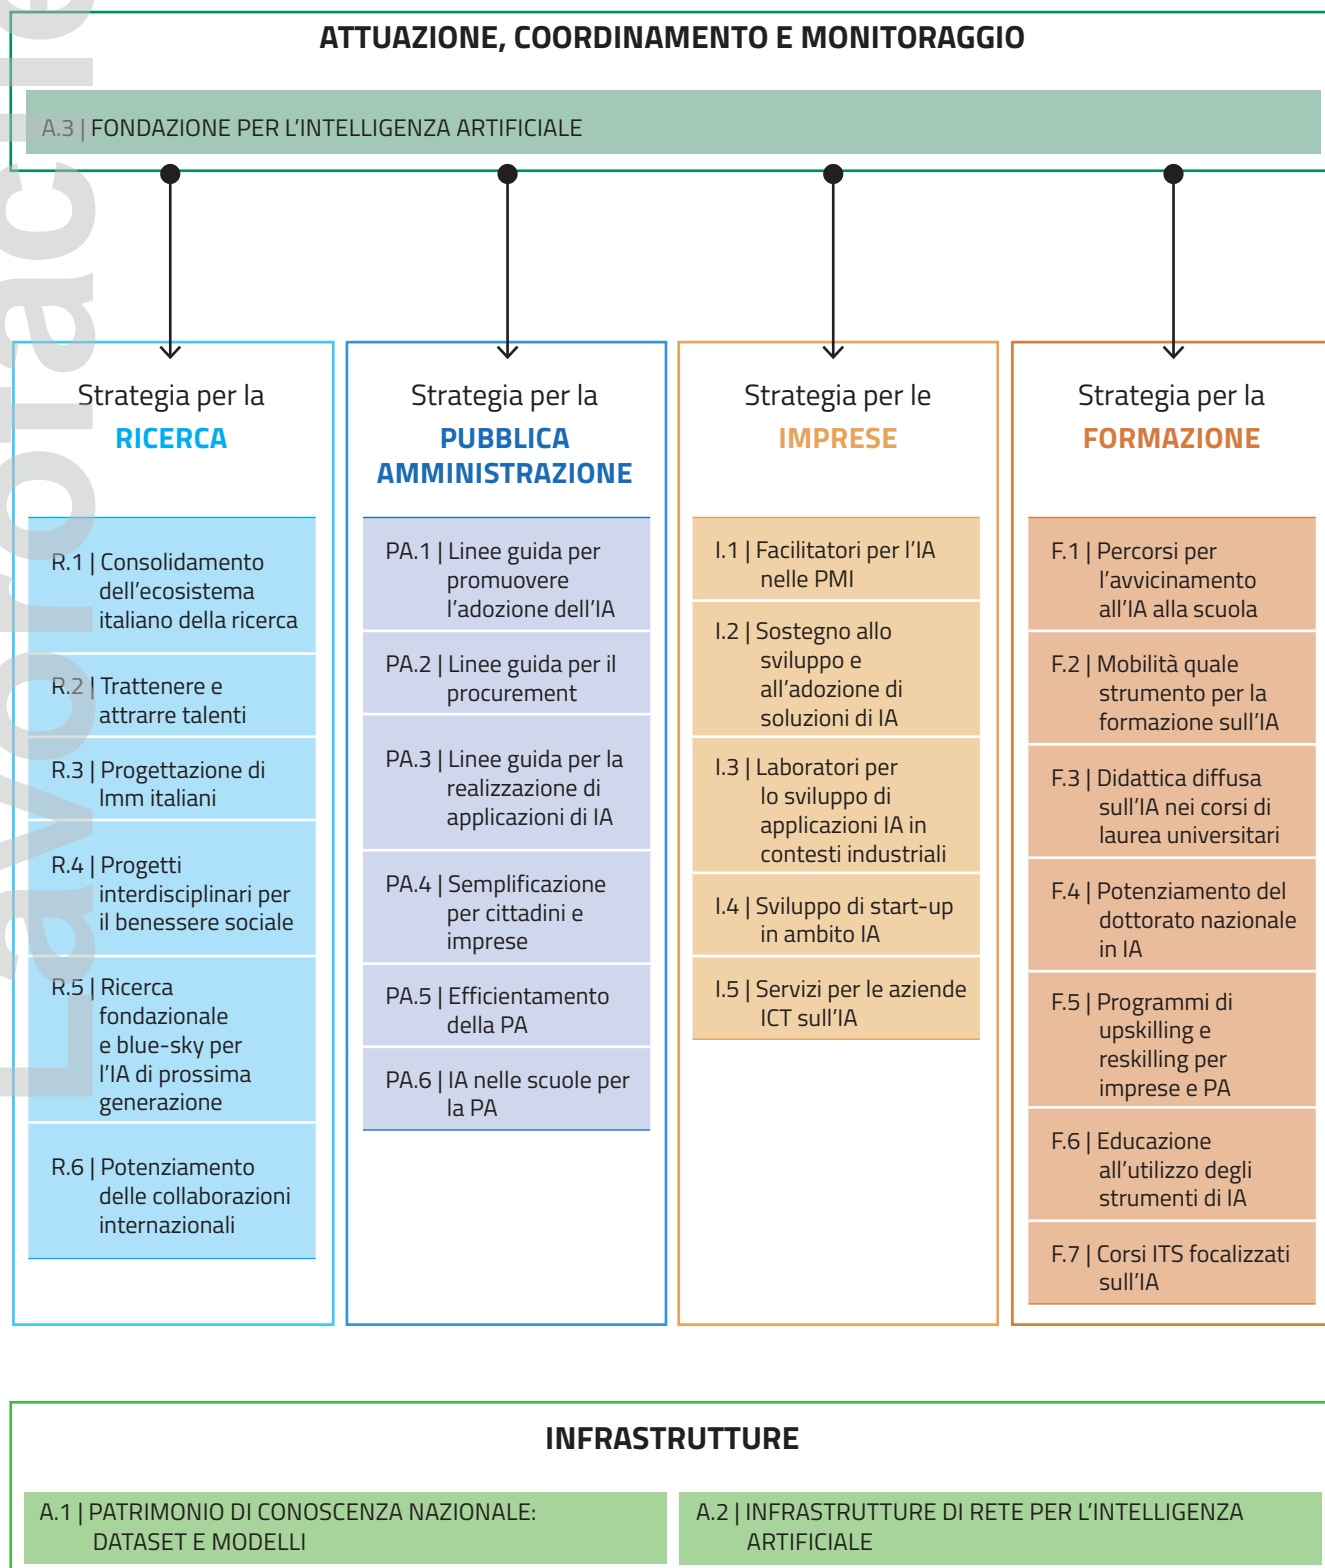 ATTUAZIONE, COORDINAMENTO E MONITORAGGIO
A.3 | FONDAZIONE PER L'INTELLIGENZA ARTIFICIALE
Strategia per la
RICERCA
R.1 | Consolidamento
dell'ecosistema
italiano della ricerca
R.2 | Trattenere e
attrarre talenti
R.3 | Progettazione di
lmm italiani
R.4 | Progetti
interdisciplinari per
il benessere sociale
R.5 | Ricerca
fondazionale
e blue-sky per
l'IA di prossima
generazione
R.6 | Potenziamento
delle collaborazioni
internazionali
Strategia per la
PUBBLICA
AMMINISTRAZIONE
PA.1 | Linee guida per
promuovere
l'adozione dell'IA
PA.2 | Linee guida per il
procurement
PA.3 | Linee guida per la
realizzazione di
applicazioni di IA
PA.4 | Semplificazione
per cittadini e
imprese
PA.5 | Efficientamento
della PA
PA.6 | IA nelle scuole per
la PA
Strategia per le
IMPRESE
I.1 | Facilitatori per l'IA
nelle PMI
I.2 | Sostegno allo
sviluppo e
all'adozione di
soluzioni di IA
I.3 | Laboratori per
lo sviluppo di
applicazioni IA in
contesti industriali
I.4 | Sviluppo di start-up
in ambito IA
I.5 | Servizi per le aziende
ICT sull'IA
Strategia per la
FORMAZIONE
F.1 | Percorsi per
l'avvicinamento
all'IA alla scuola
F.2 | Mobilità quale
strumento per la
formazione sull'IA
F.3 | Didattica diffusa
sull'IA nei corsi di
laurea universitari
F.4 | Potenziamento del
dottorato nazionale
in IA
F.5 | Programmi di
upskilling e
reskilling per
imprese e PA
F.6 | Educazione
all'utilizzo degli
strumenti di IA
F.7 | Corsi ITS focalizzati
sull'IA
INFRASTRUTTURE
A.1 | PATRIMONIO DI CONOSCENZA NAZIONALE:
DATASET E MODELLI
A.2 | INFRASTRUTTURE DI RETE PER L'INTELLIGENZA
ARTIFICIALE